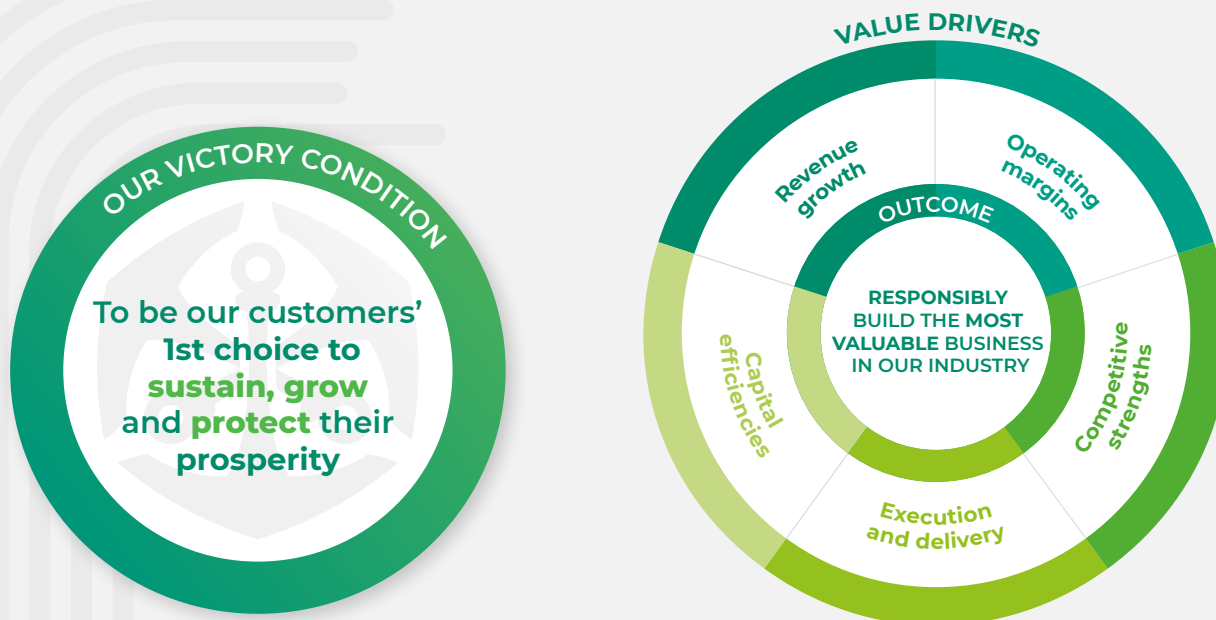 OUR VICTORY CONDITION
To be our customers’
1st choice to
sustain, grow
and protect their
prosperity
VALUE DRIVERS
Revenue
growth
Operating
margins
OUTCOME
RESPONSIBLY
BUILD THE MOST
VALUABLE BUSINESS
IN OUR INDUSTRY
Capital
efficiencies
Competitive
strengths
Execution
and delivery